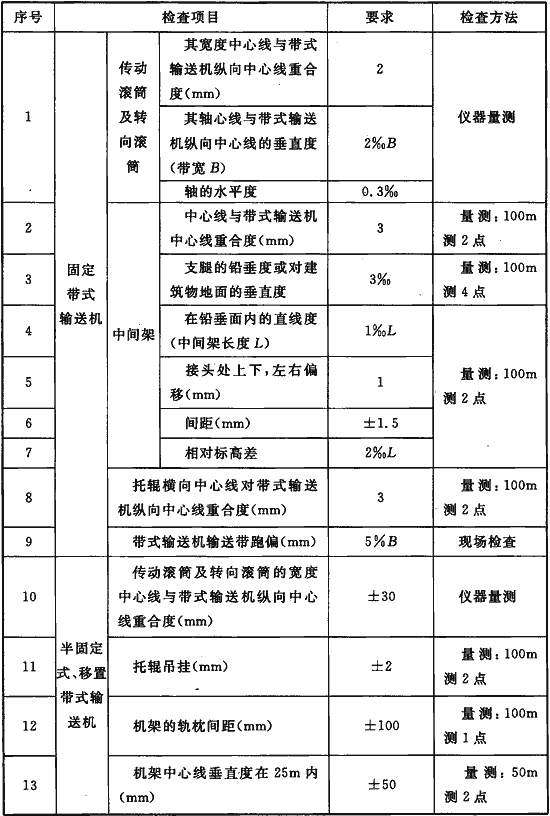 序号 检查项目 要求 检查方法
1
固定
带式
输送机
传动
滚筒
及转
向滚
筒
其宽度中心线与带式
输送机纵向中心线重合
度(mm)
2
仪器量测
其轴心线与带式输送
机纵向中心线的垂直度
(带宽B)
2‰B
轴的水平度
0.3‰
2
中间架
中心线与带式输送机
中心线重合度(mm)
3
量测:100m
测2点
3
支腿的铅垂度或对建
筑物地面的垂直度
3‰
量测:100m
测4点
4
在铅垂面内的直线度
(中间架长度L)
1‰L
量测:100m
测2点
5
接头处上下,左右偏
移(mm)
1
6
间距(mm)
±1.5
7
相对标高差
2‰L
8
托辊横向中心线对带式输送
机纵向中心线重合度(mm)
3
量测:100m
测2点
9
带式输送机输送带跑偏(mm)
5%B
现场检查
10
半固定
式、移置
带式输
送机
传动滚筒及转向滚筒的宽度
中心线与带式输送机纵向中心
线重合度(mm)
±30
仪器量测
11
托辊吊挂(mm)
±2
量测:100m
测2点
12
机架的轨枕间距(mm)
±100
量测:100m
测1点
13
机架中心线垂直度在25m内
(mm)
±50
量测:50m
测2点